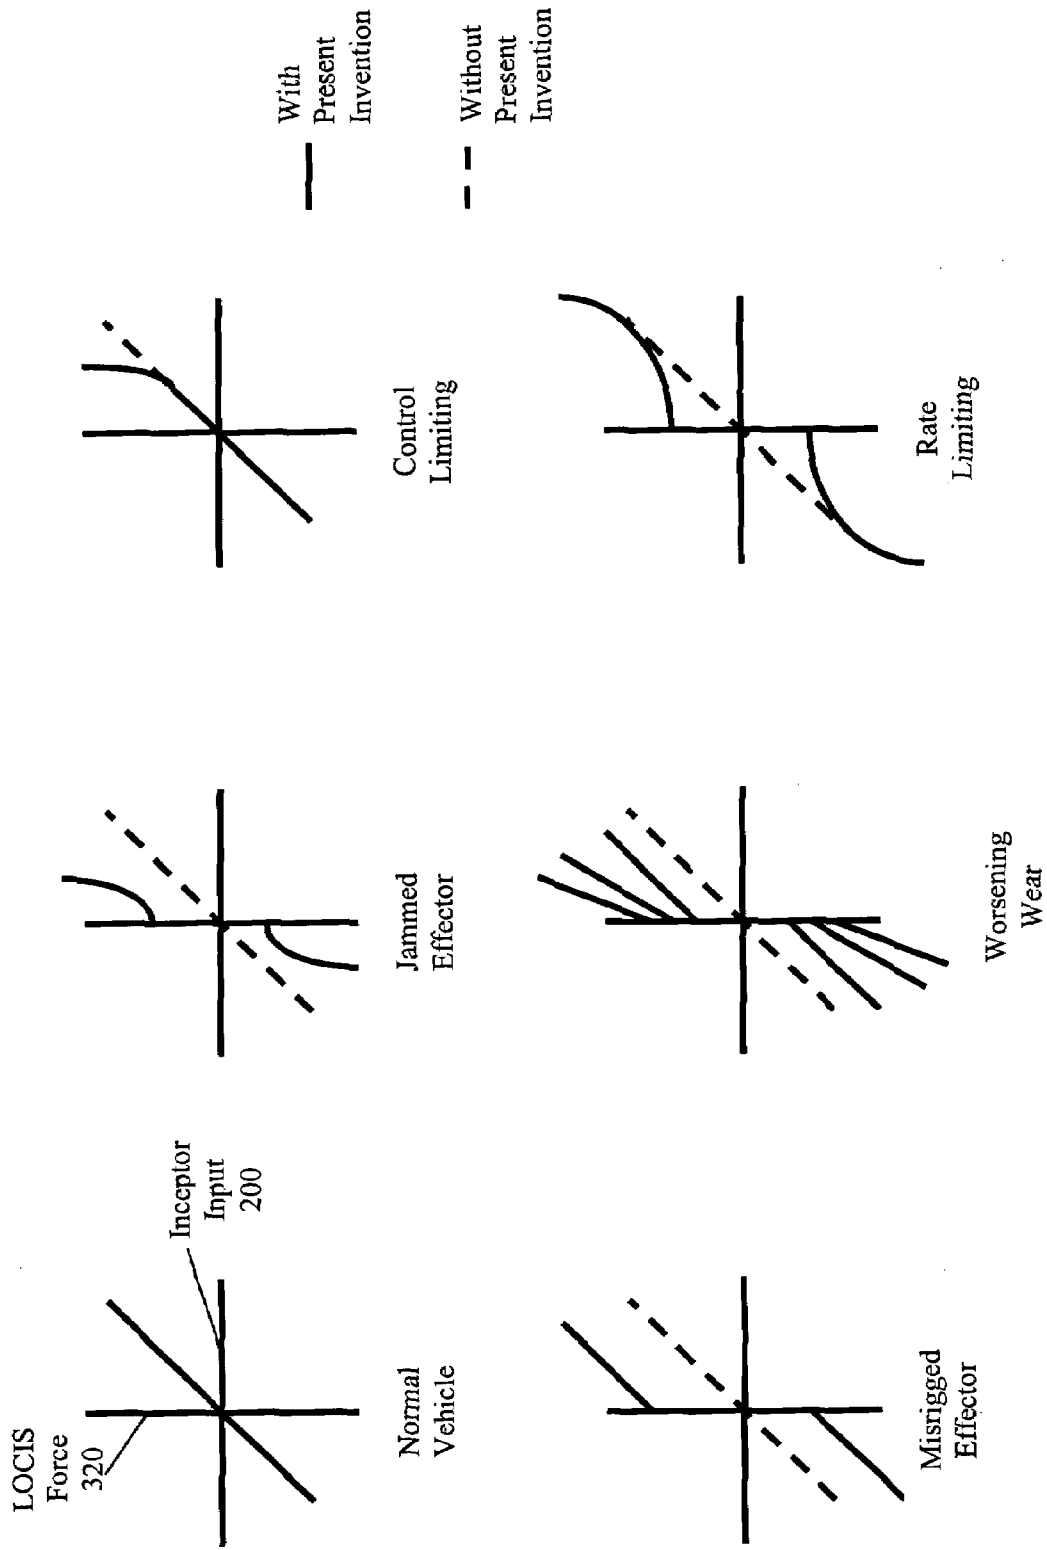 LOCIS
Force
320
Inceptor
Input
200
Normal
Vehicle
Jammed
Effector
Control
Limiting
With
Present
Invention
Without
Present
Invention
Misrigged
Effector
Worsening
Wear
Rate
Limiting